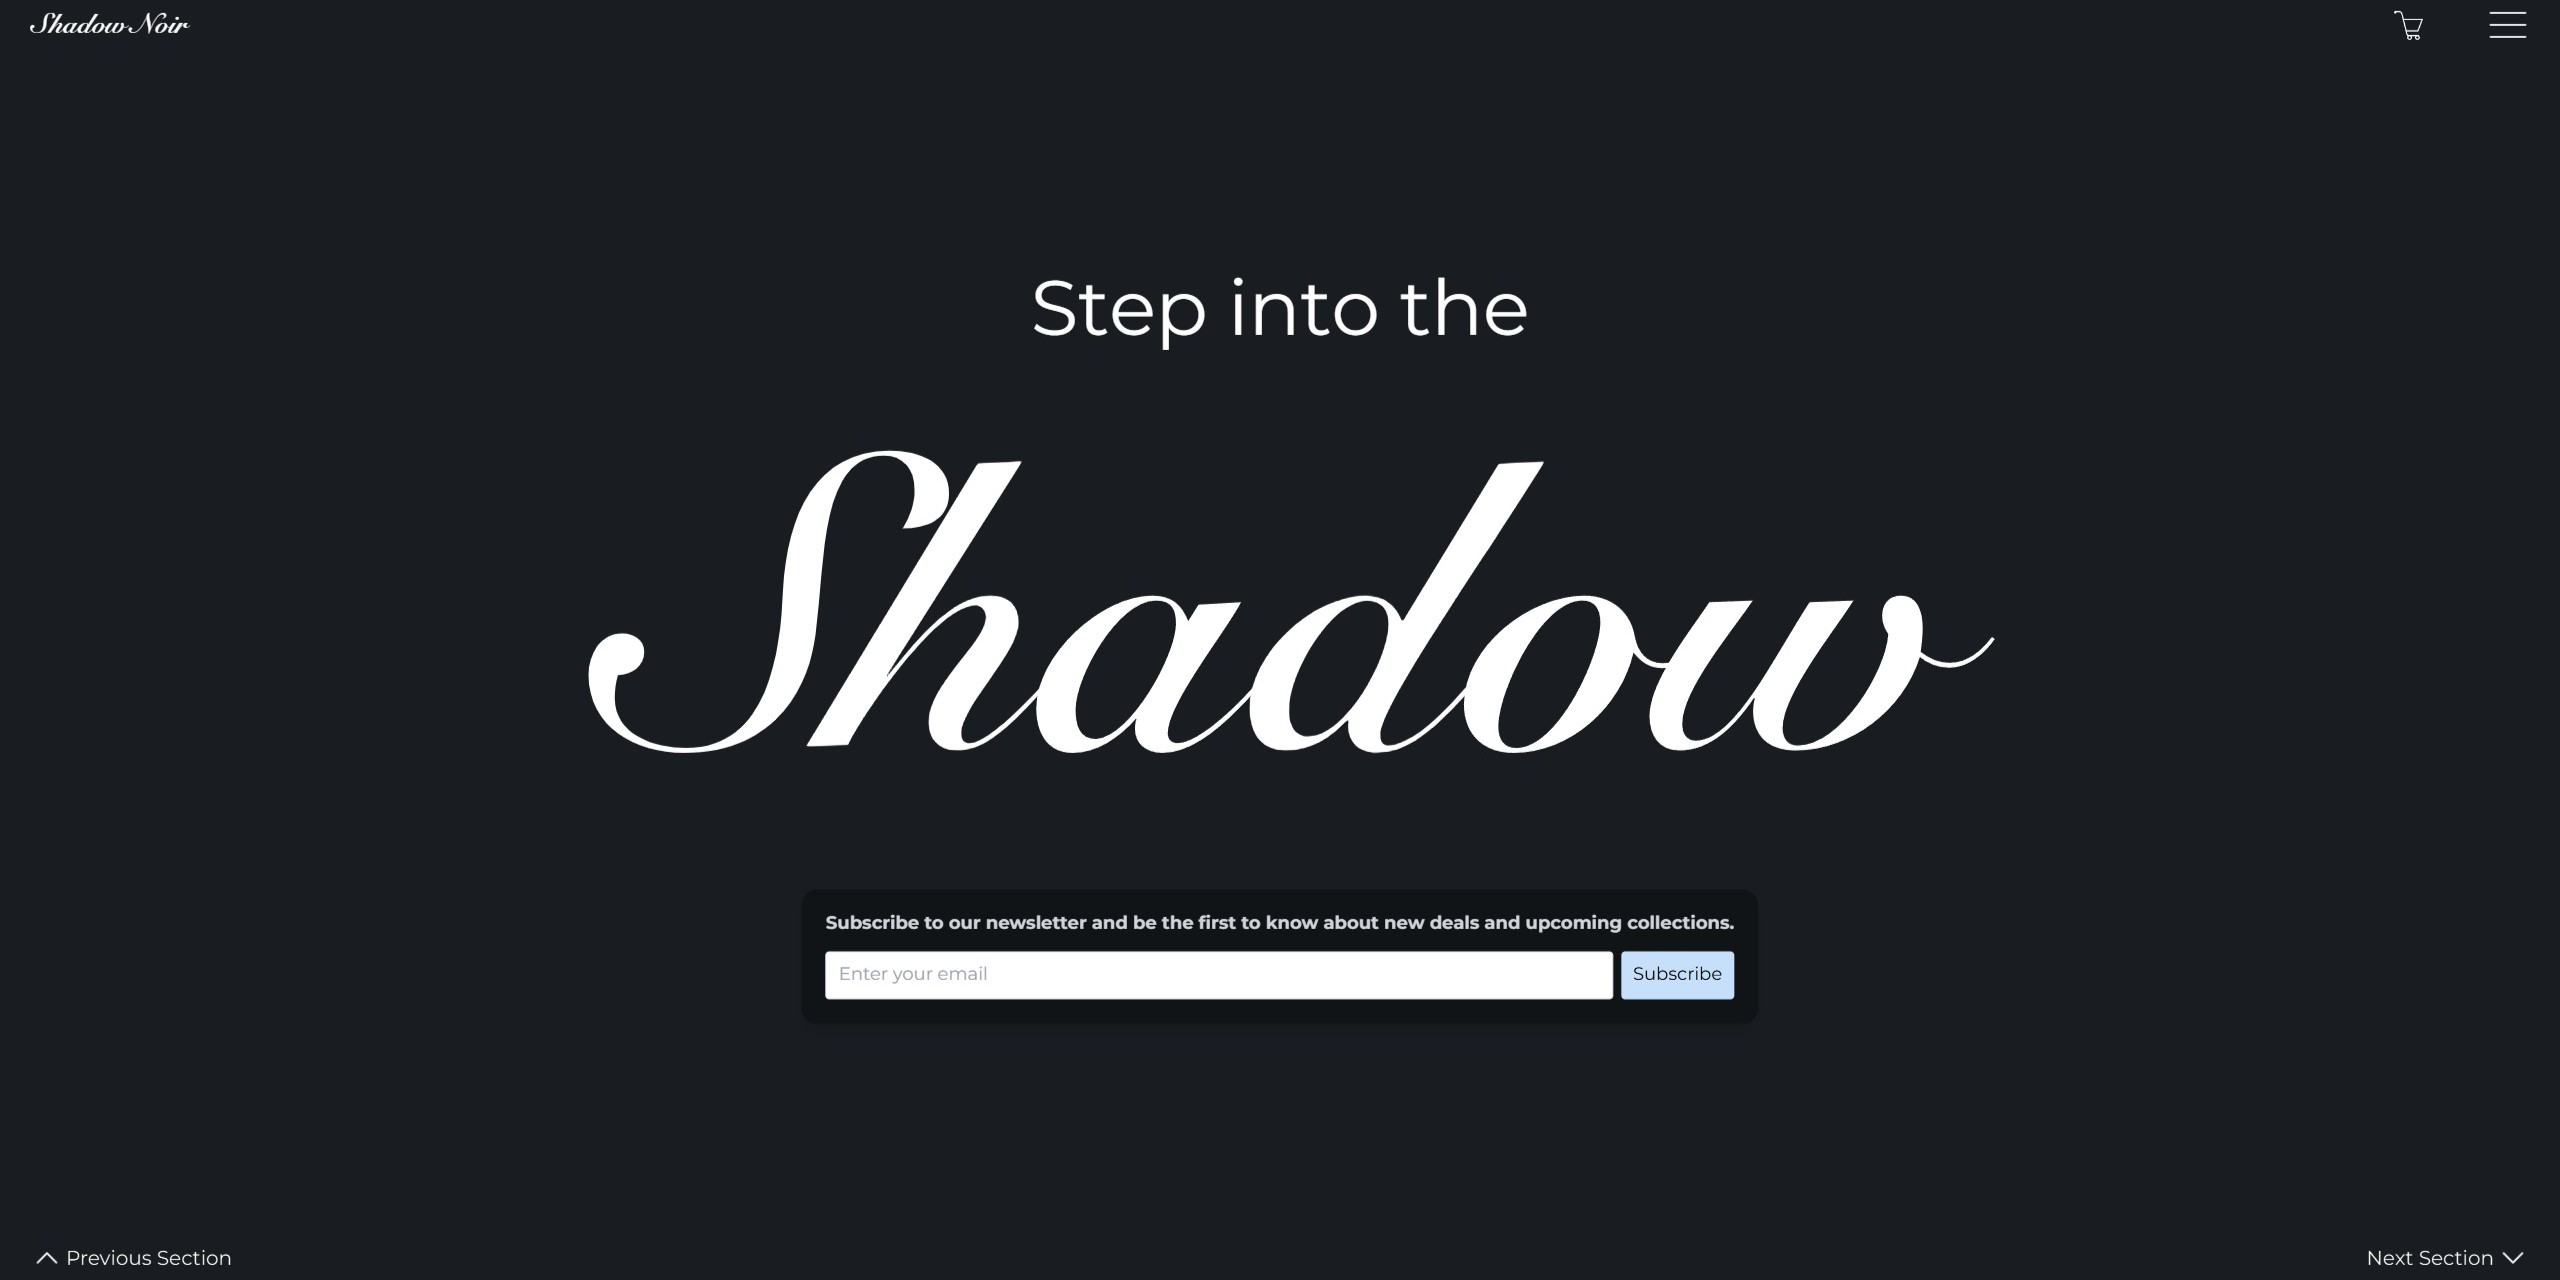 Shadow Noir
Step into the
Shadow
Subscribe to our newsletter and be the first to know about new deals and upcoming collections.
Enter your email
Subscribe
Previous Section
Next Section